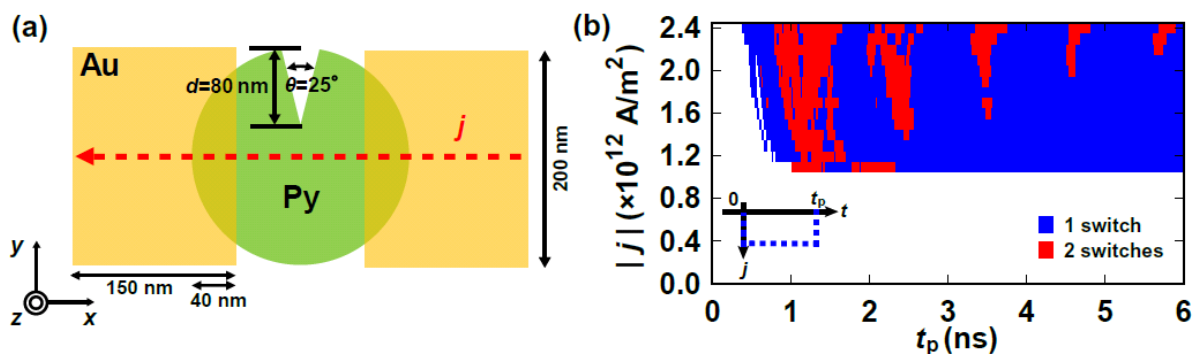 (a)
Au
d=80 nm
θ=25°
j
Py
200 nm
150 nm
40 nm
y
z
x
(b)
2.4
2.0
1.6
1.2
0.8
0.4
0.0
| j | (×10¹² A/m²)
0
tₚ
t
j
1 switch
2 switches
0 1 2 3 4 5 6
tₚ (ns)